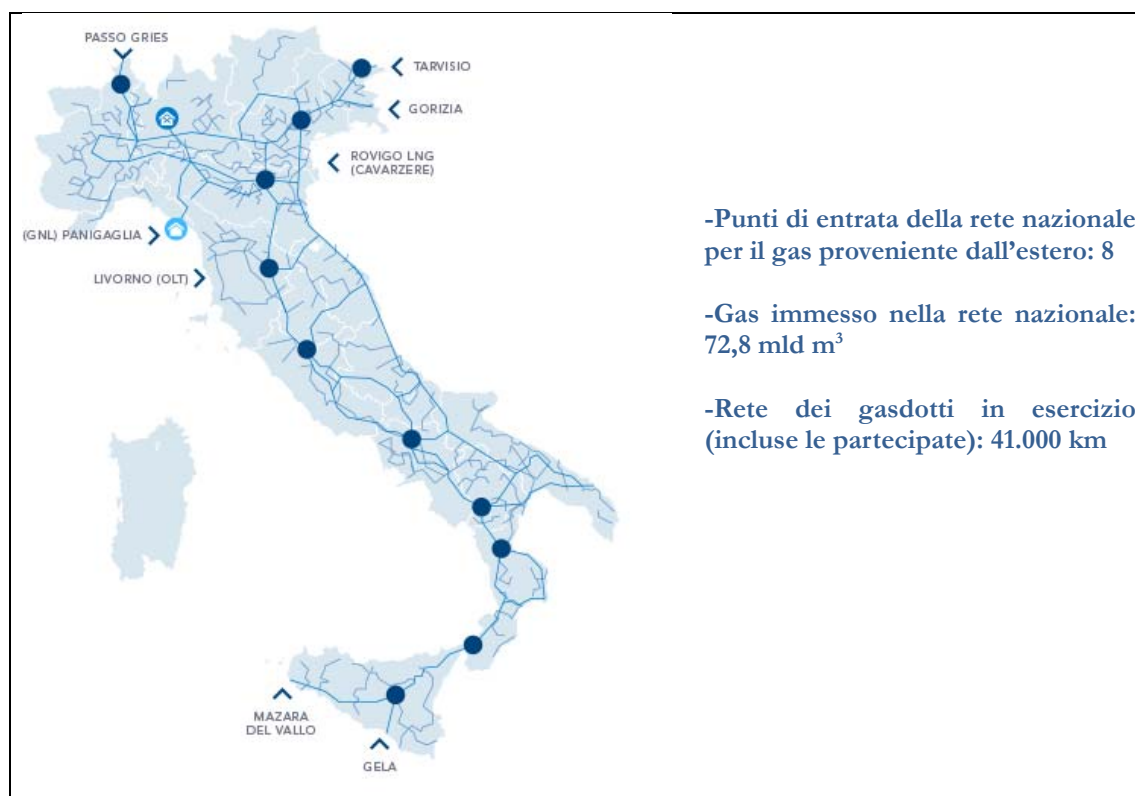 PASSO GRIES
TARVISIO
GORIZIA
ROVIGO LNG
(CAVARZERE)
(GNL) PANIGAGLIA
LIVORNO (OLT)
MAZARA
DEL VALLO
GELA
-Punti di entrata della rete nazionale
per il gas proveniente dall’estero: 8
-Gas immesso nella rete nazionale:
72,8 mld m³
-Rete dei gasdotti in esercizio
(incluse le partecipate): 41.000 km